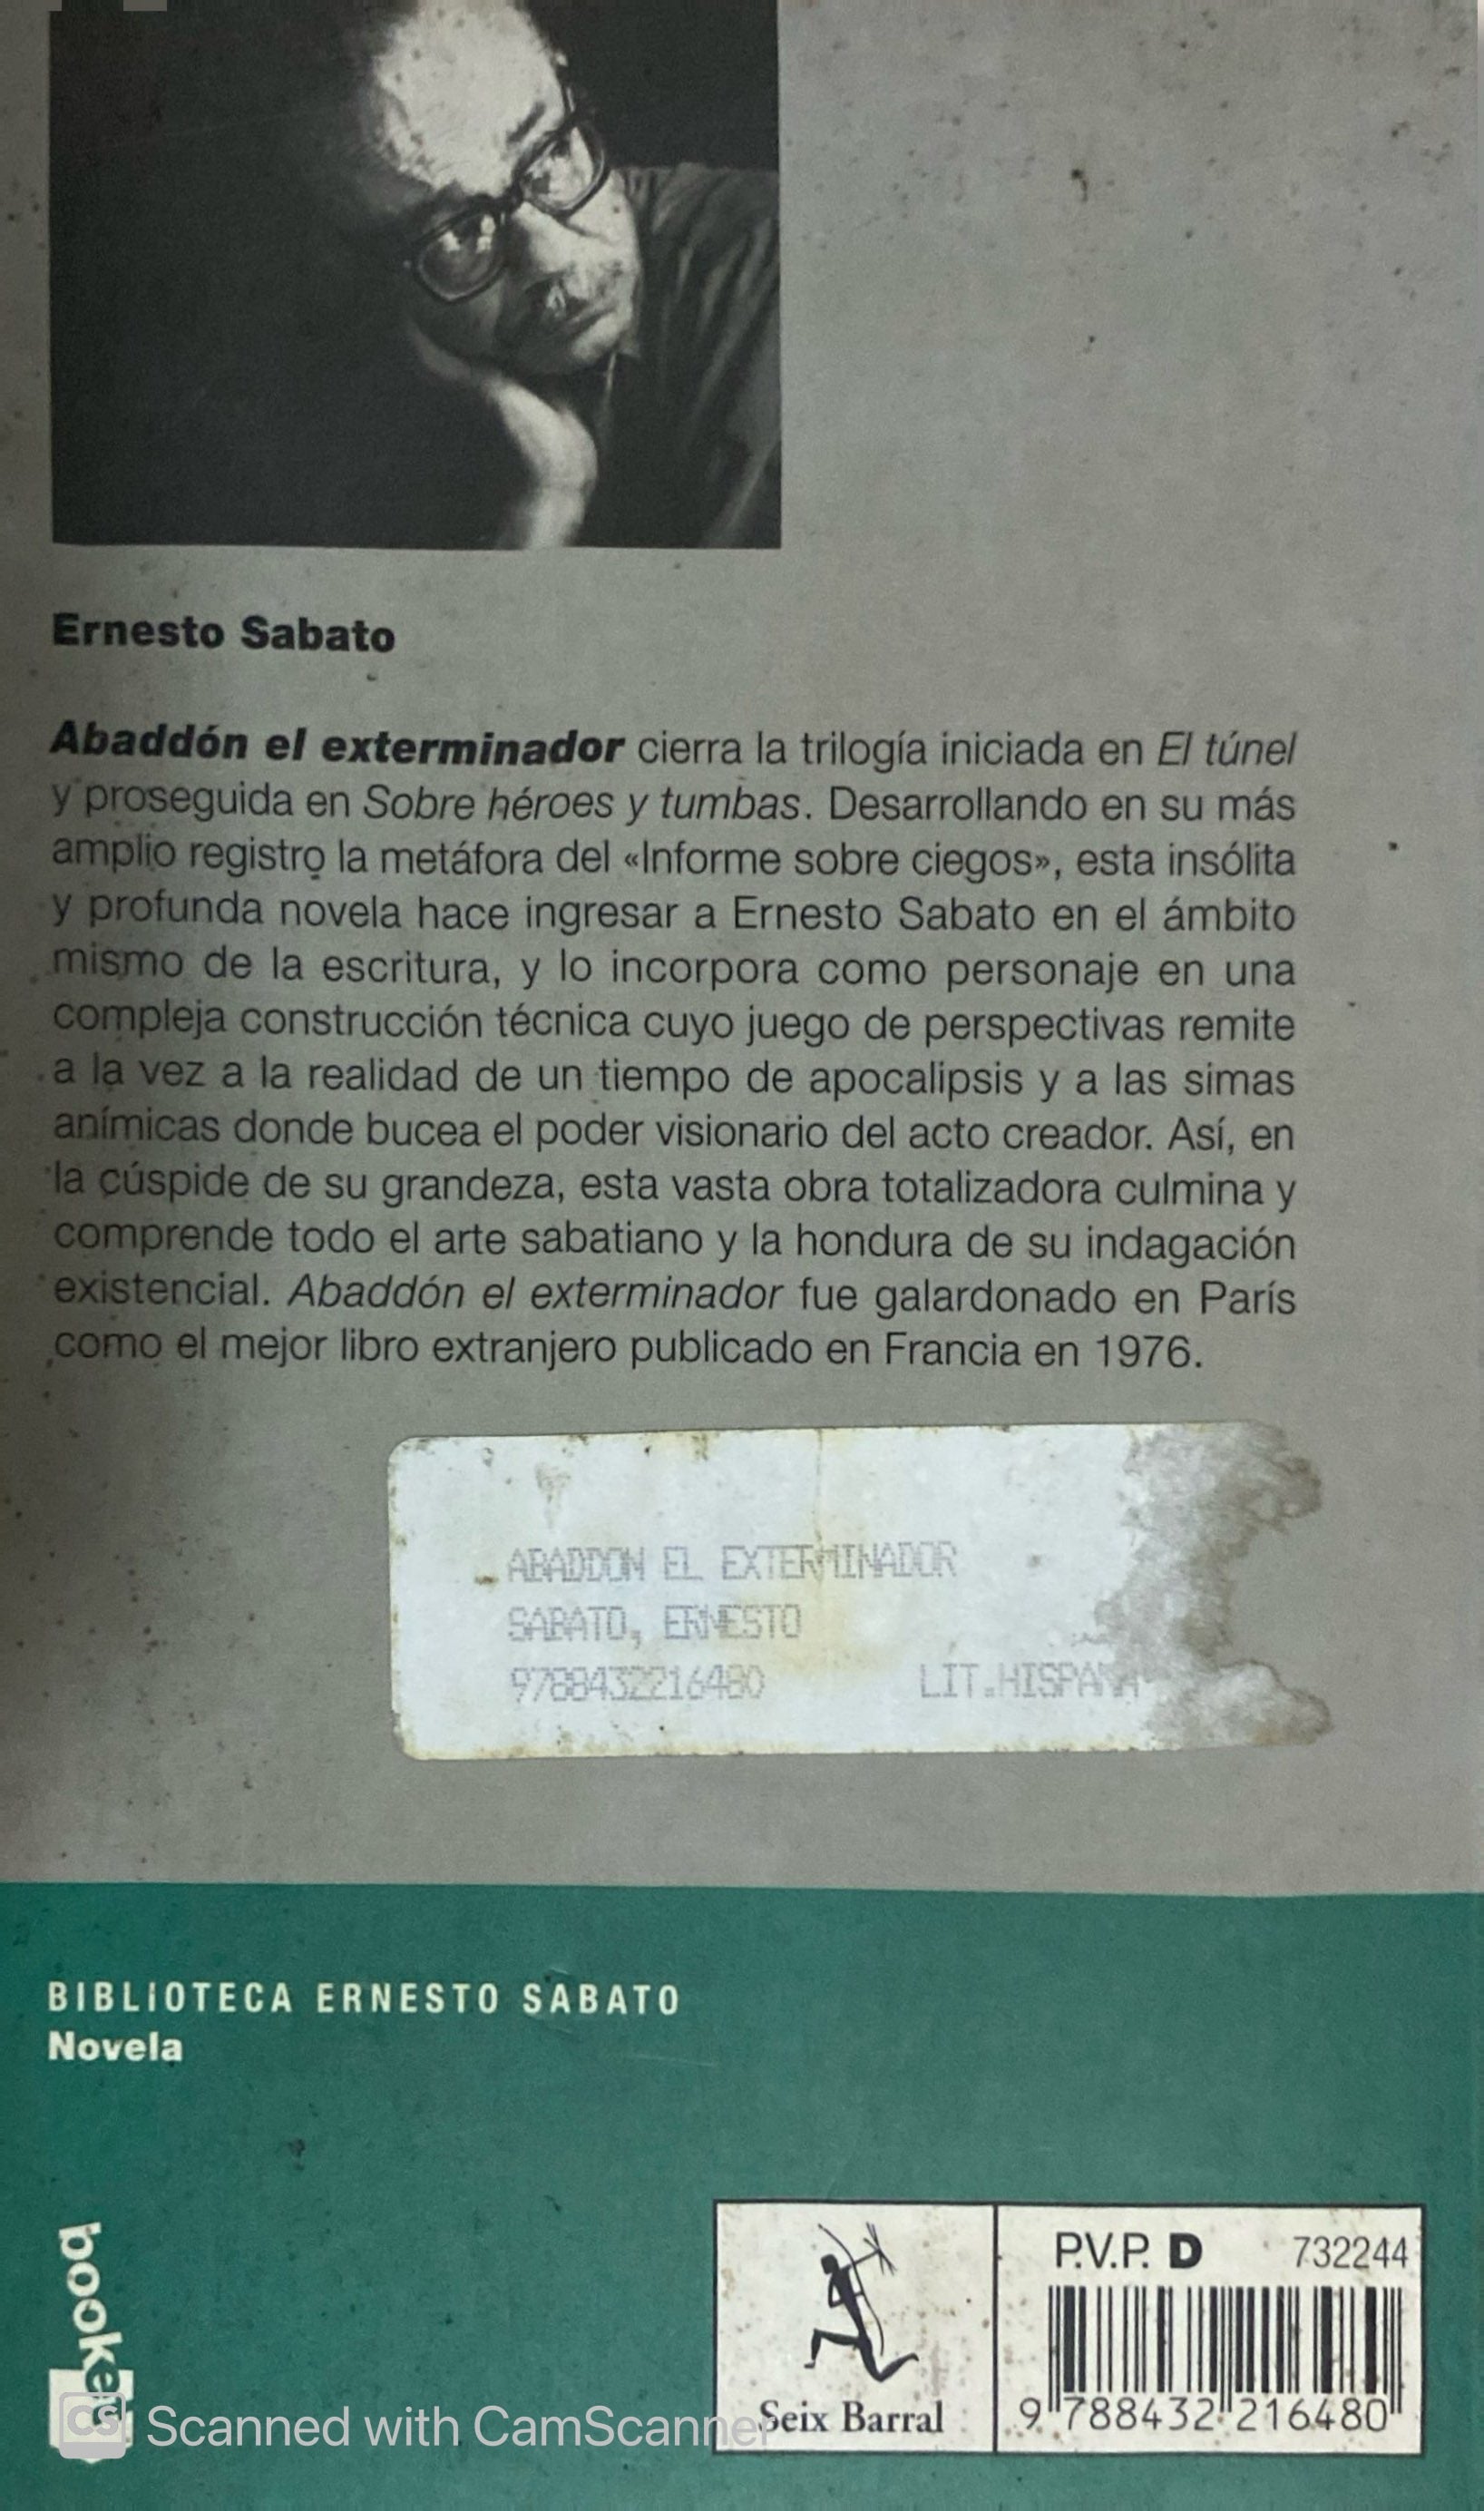 Ernesto Sabato
Abaddón el exterminador cierra la trilogía iniciada en El túnel
y proseguida en Sobre héroes y tumbas. Desarrollando en su más
amplio registro la metáfora del «Informe sobre ciegos», esta insólita
y profunda novela hace ingresar a Ernesto Sabato en el ámbito
mismo de la escritura, y lo incorpora como personaje en una
compleja construcción técnica cuyo juego de perspectivas remite
a la vez a la realidad de un tiempo de apocalipsis y a las simas
anímicas donde bucea el poder visionario del acto creador. Así, en
la cúspide de su grandeza, esta vasta obra totalizadora culmina y
comprende todo el arte sabatiano y la hondura de su indagación
existencial. Abaddón el exterminador fue galardonado en París
como el mejor libro extranjero publicado en Francia en 1976.
ABADDON EL EXTERMINADOR
SABATO, ERNESTO
9788432216480 LIT.HISPANA
BIBLIOTECA ERNESTO SABATO
Novela
booket
Seix Barral
P.V.P. D 732244
9 788432 216480
CS Scanned with CamScanner